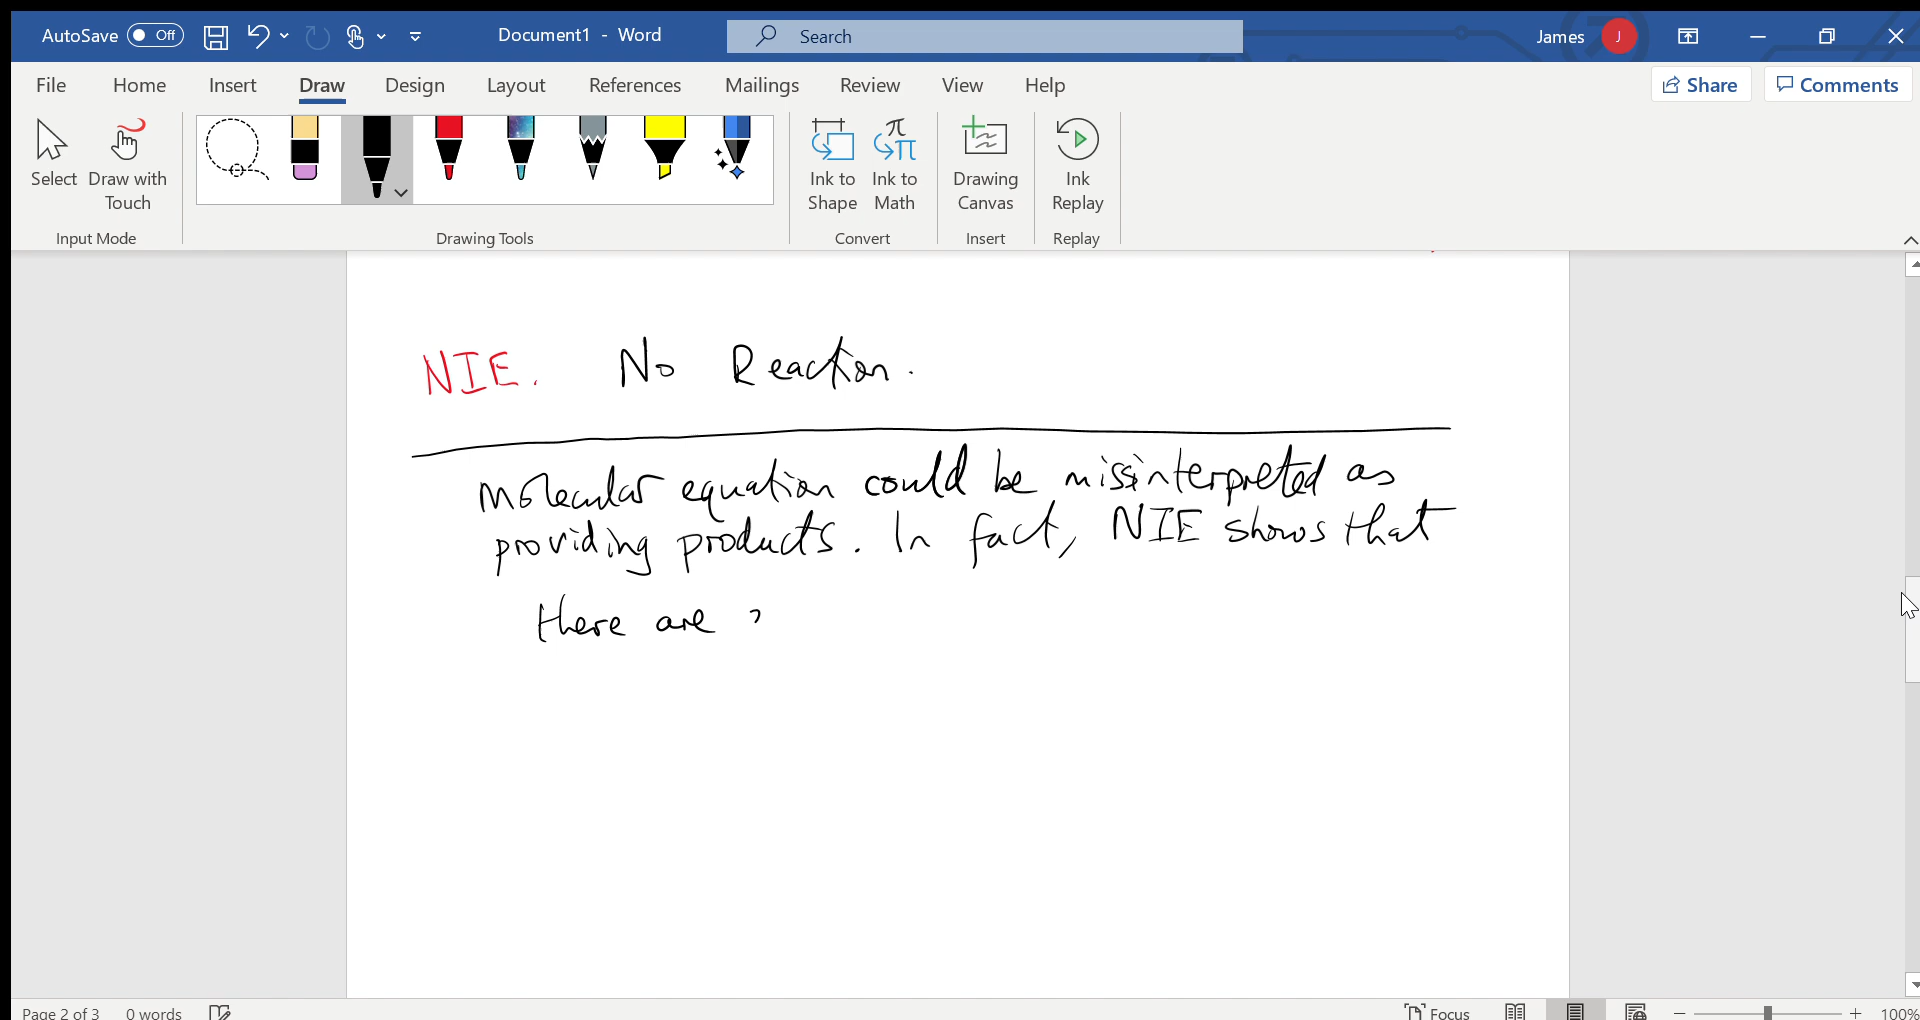 AutoSave Off Document1 - Word Search James J
File Home Insert Draw Design Layout References Mailings Review View Help Share Comments
Select Draw with Touch Ink to Shape Ink to Math Drawing Canvas Ink Replay
Input Mode Drawing Tools Convert Insert Replay
NIE. No Reaction.
Molecular equation could be missinterpreted as
providing products. In fact, NIE shows that
there are
Page 2 of 3 0 words Focus 100%